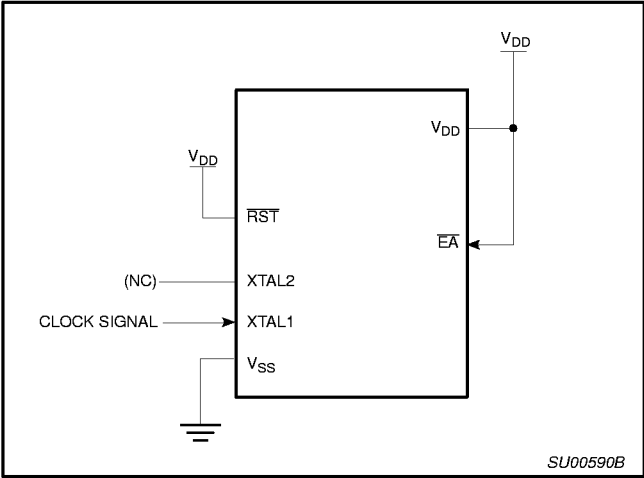 VDD
VDD
VDD
RST
EA
(NC)
XTAL2
CLOCK SIGNAL
XTAL1
VSS
SU00590B